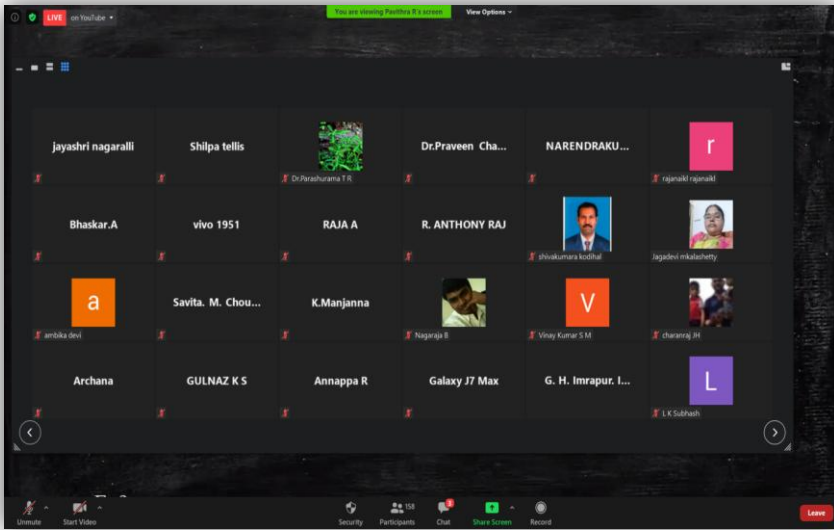 LIVE on YouTube
You are viewing Pavithra R's screen View Options
jayashri nagaralli Shilpa tellis Dr.Parashurama T R Dr.Praveen Cha... NARENDRAKU... r rajanaikl rajanaikl
Bhaskar.A vivo 1951 RAJA A R. ANTHONY RAJ shivakumara kodihal Jagadevi mkalashetty
a ambika devi Savita. M. Chou... K.Manjanna Nagaraja B V Vinay Kumar S M charanraj JH
Archana GULNAZ K S Annappa R Galaxy J7 Max G. H. Imrapur. I... L L K Subhash
Unmute Start Video Security Participants 158 Chat 3 Share Screen Record Leave